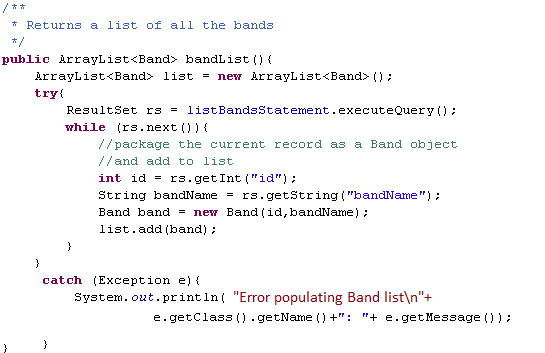 /**
 * Returns a list of all the bands
 */
public ArrayList<Band> bandList(){
    ArrayList<Band> list = new ArrayList<Band>();
    try{
        ResultSet rs = listBandsStatement.executeQuery();
        while (rs.next()){
            //package the current record as a Band object
            //and add to list
            int id = rs.getInt("id");
            String bandName = rs.getString("bandName");
            Band band = new Band(id,bandName);
            list.add(band);
        }
    }
     catch (Exception e){
         System.out.println( "Error populating Band list\n"+
                   e.getClass().getName()+": "+ e.getMessage());
}    }